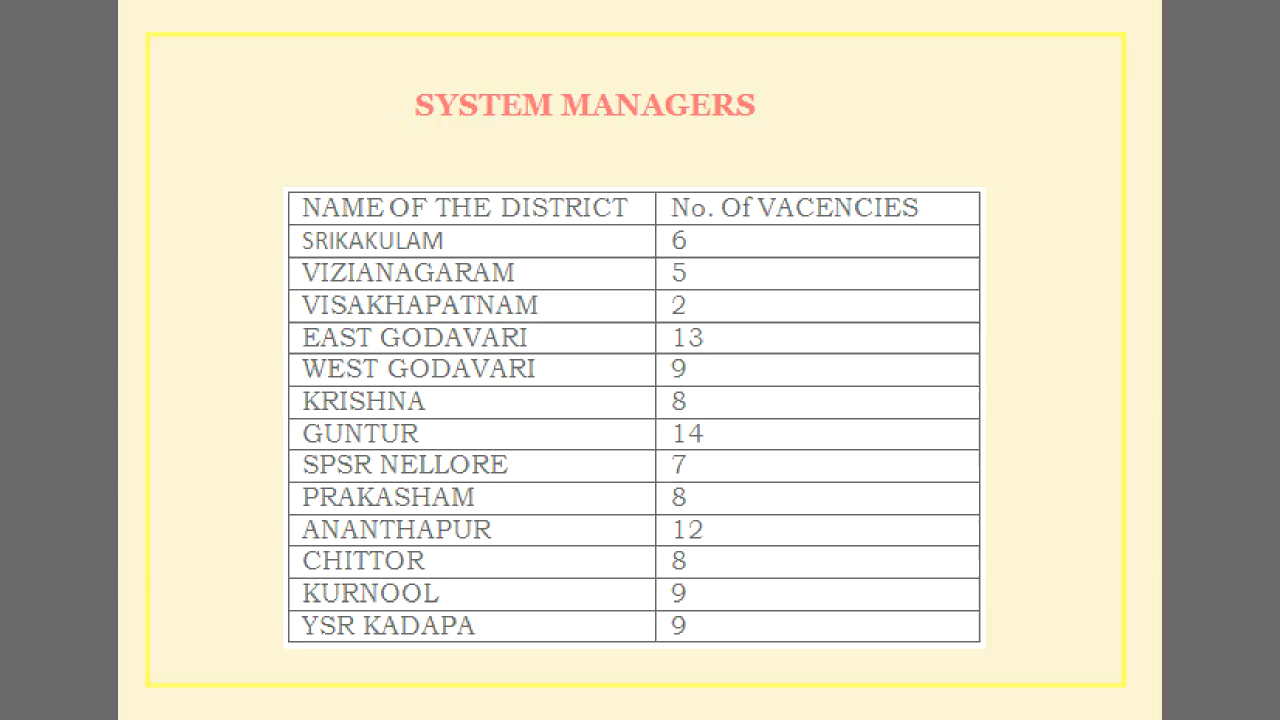 SYSTEM MANAGERS
NAME OF THE DISTRICT No. Of VACENCIES
SRIKAKULAM 6
VIZIANAGARAM 5
VISAKHAPATNAM 2
EAST GODAVARI 13
WEST GODAVARI 9
KRISHNA 8
GUNTUR 14
SPSR NELLORE 7
PRAKASHAM 8
ANANTHAPUR 12
CHITTOR 8
KURNOOL 9
YSR KADAPA 9